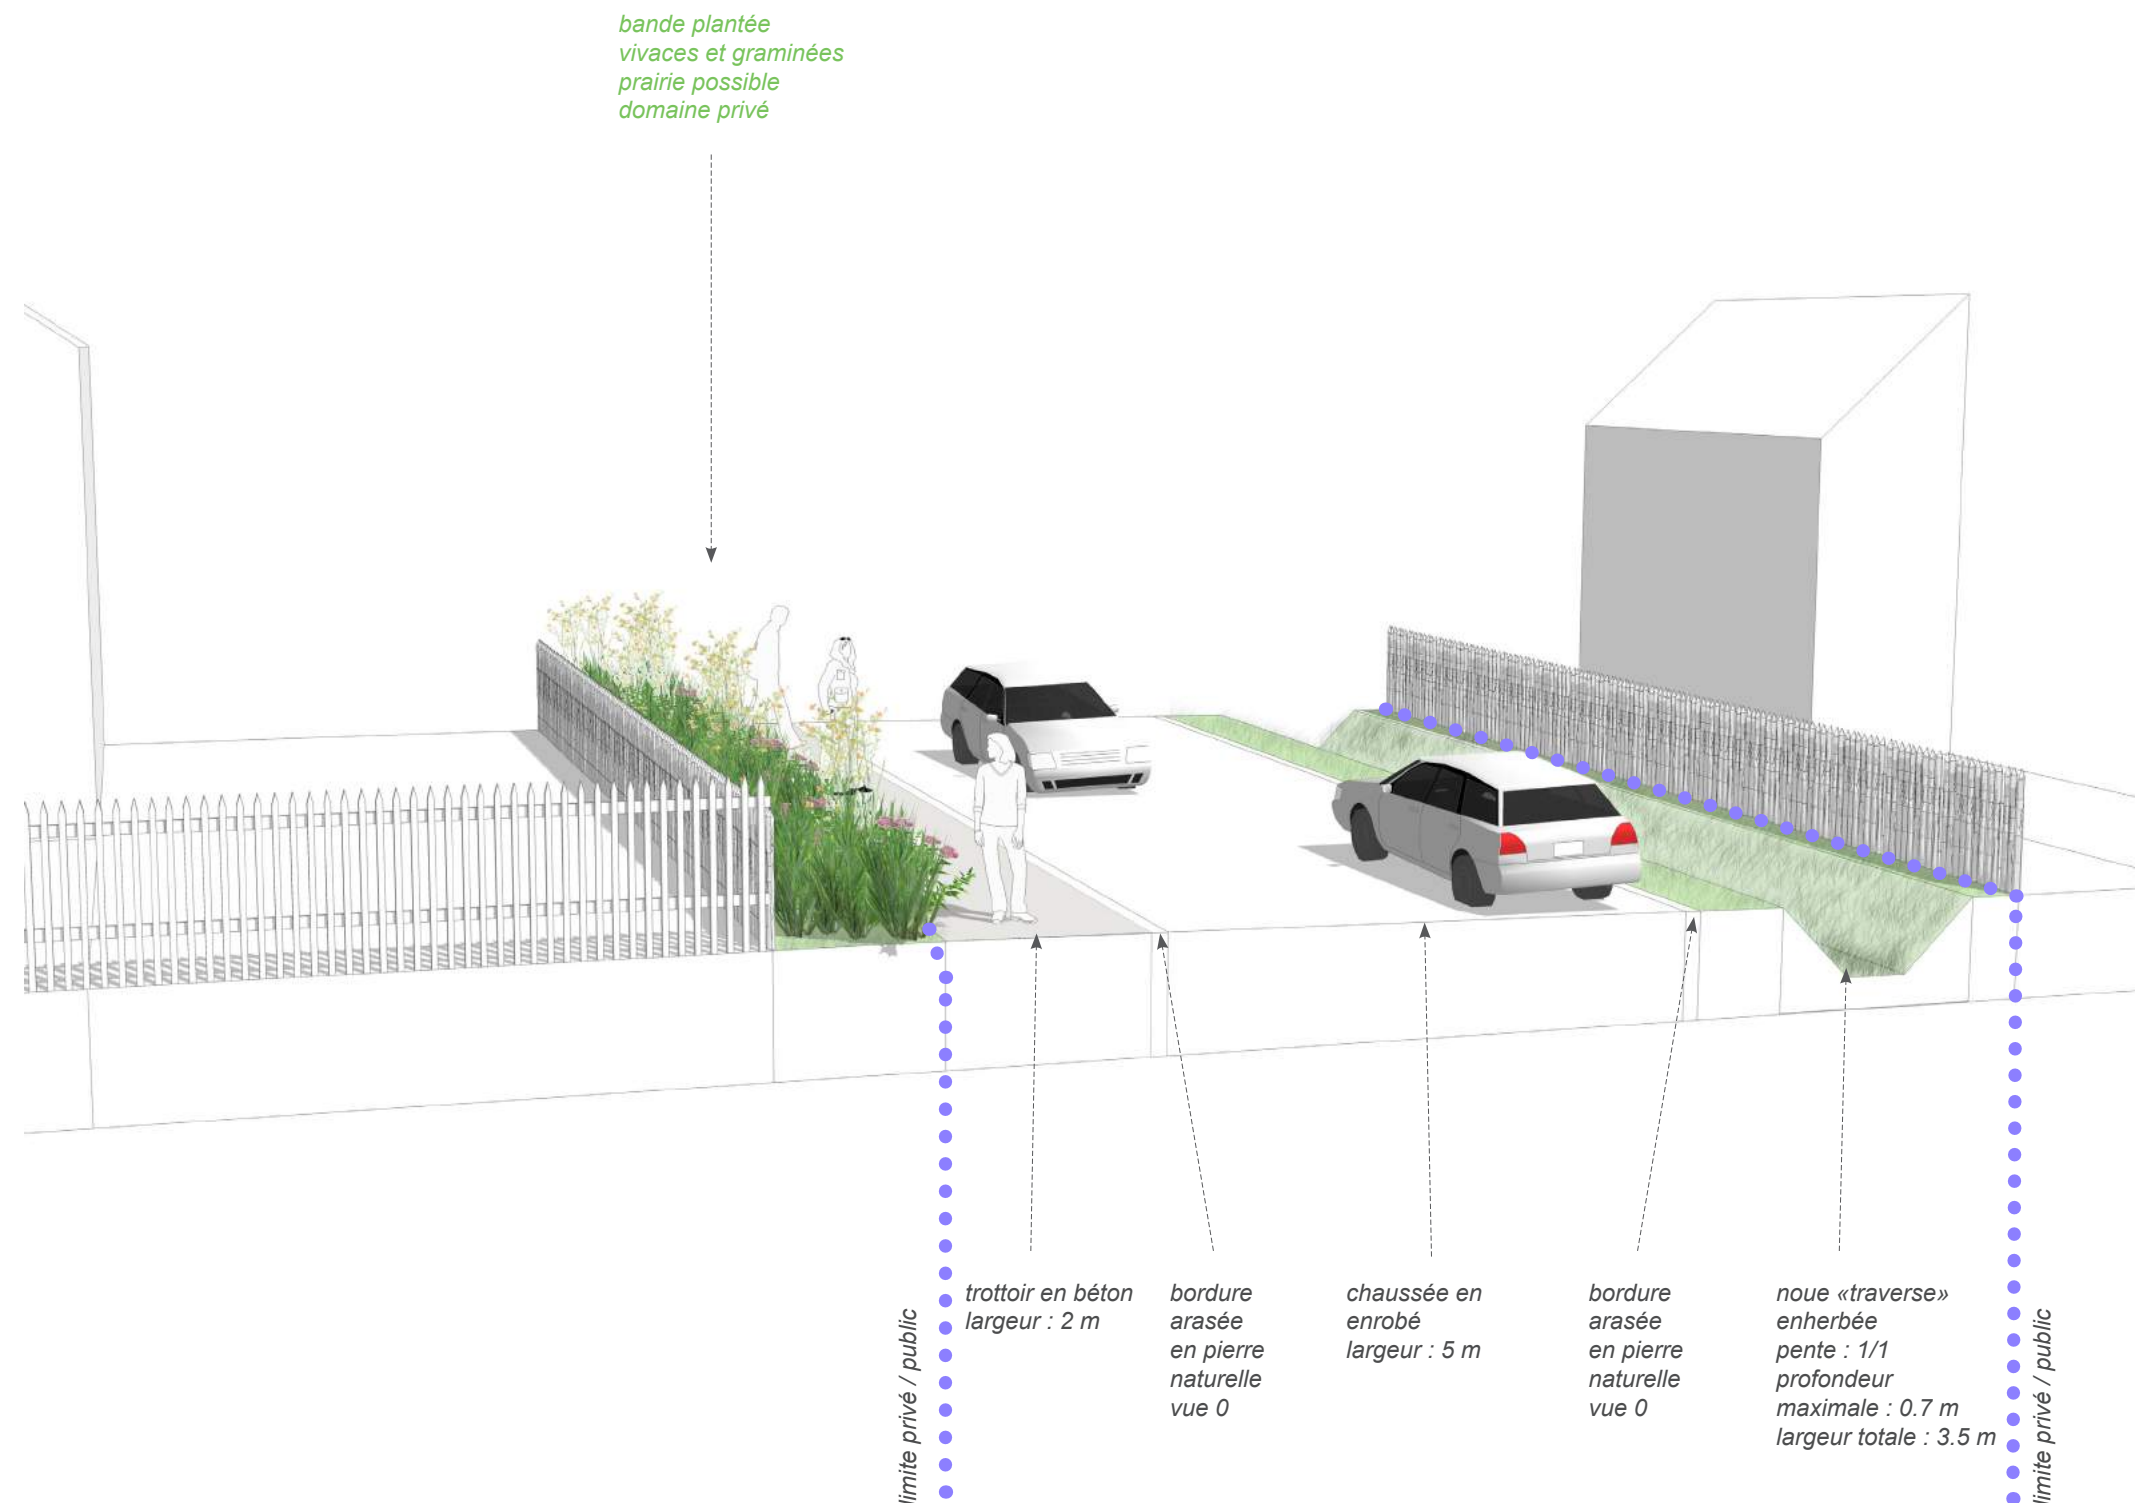 bande plantée
vivaces et graminées
prairie possible
domaine privé
limite privé / public
trottoir en béton
largeur : 2 m
bordure
arasée
en pierre
naturelle
vue 0
chaussée en
enrobé
largeur : 5 m
bordure
arasée
en pierre
naturelle
vue 0
noue «traverse»
enherbée
pente : 1/1
profondeur
maximale : 0.7 m
largeur totale : 3.5 m
limite privé / public